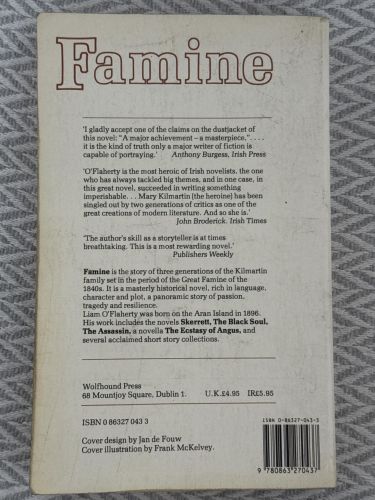 Famine
'I gladly accept one of the claims on the dustjacket of
this novel: "A major achievement – a masterpiece."....
it is the kind of truth only a major writer of fiction is
capable of portraying.' Anthony Burgess, Irish Press
'O'Flaherty is the most heroic of Irish novelists, the one
who has always tackled big themes, and in one case, in
this great novel, succeeded in writing something
imperishable... Mary Kilmartin (the heroine) has been
singled out by two generations of critics as one of the
great creations of modern literature. And so she is.'
John Broderick, Irish Times
'The author's skill as a storyteller is at times
breathtaking. This is a most rewarding novel.'
Publishers Weekly
Famine is the story of three generations of the Kilmartin
family set in the period of the Great Famine of the
1840s. It is a masterly historical novel, rich in language,
character and plot, a panoramic story of passion,
tragedy and resilience.
Liam O'Flaherty was born on the Aran Island in 1896.
His work includes the novels Skerrett, The Black Soul,
The Assassin, a novella The Ecstasy of Angus, and
several acclaimed short story collections.
Wolfhound Press
68 Mountjoy Square, Dublin 1. U.K.£4.95 IR£5.95
ISBN 0 86327 043 3
Cover design by Jan de Fouw
Cover illustration by Frank McKelvey.
ISBN 0-86327-043-3
9 780863 270437